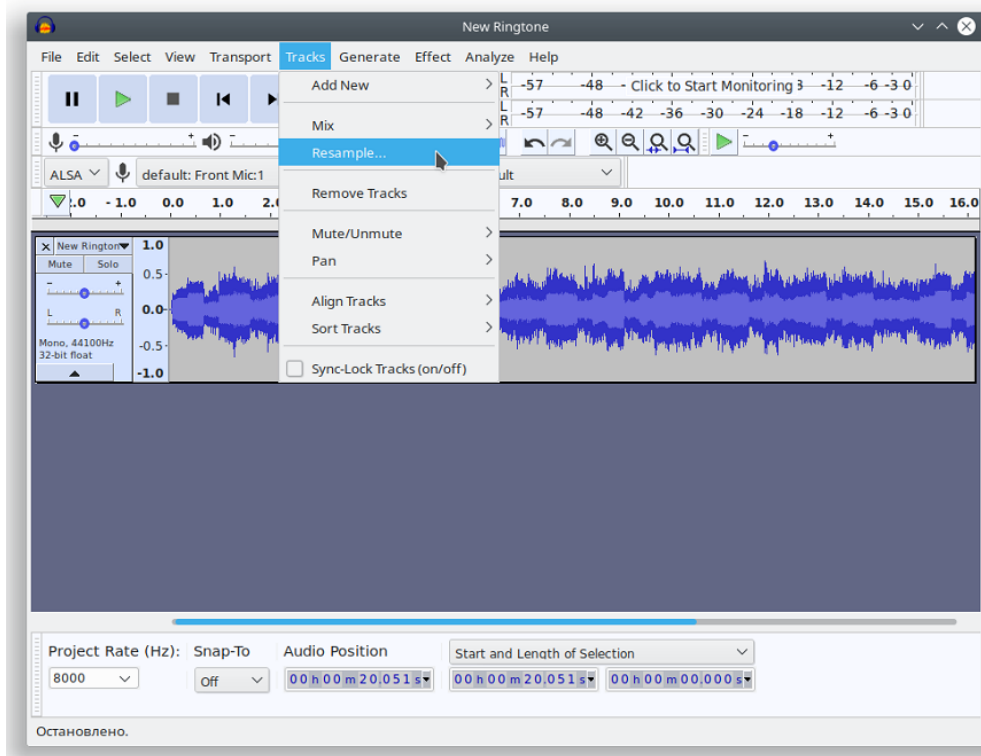 New Ringtone
File Edit Select View Transport Tracks Generate Effect Analyze Help
L R -57 -48 - Click to Start Monitoring -12 -6 -3 0
L R -57 -48 -42 -36 -30 -24 -18 -12 -6 -3 0
ALSA default: Front Mic:1
- 1.0 0.0 1.0 7.0 8.0 9.0 10.0 11.0 12.0 13.0 14.0 15.0 16.0
Add New
Mix
Resample...
Remove Tracks
Mute/Unmute
Pan
Align Tracks
Sort Tracks
Sync-Lock Tracks (on/off)
New Rington
Mute Solo
- +
L R
Mono, 44100Hz
32-bit float
1.0
0.5-
0.0-
-0.5-
-1.0
Project Rate (Hz): Snap-To Audio Position Start and Length of Selection
8000 Off 00 h 00 m 20.051 s 00 h 00 m 20.051 s 00 h 00 m 00.000 s
Остановлено.